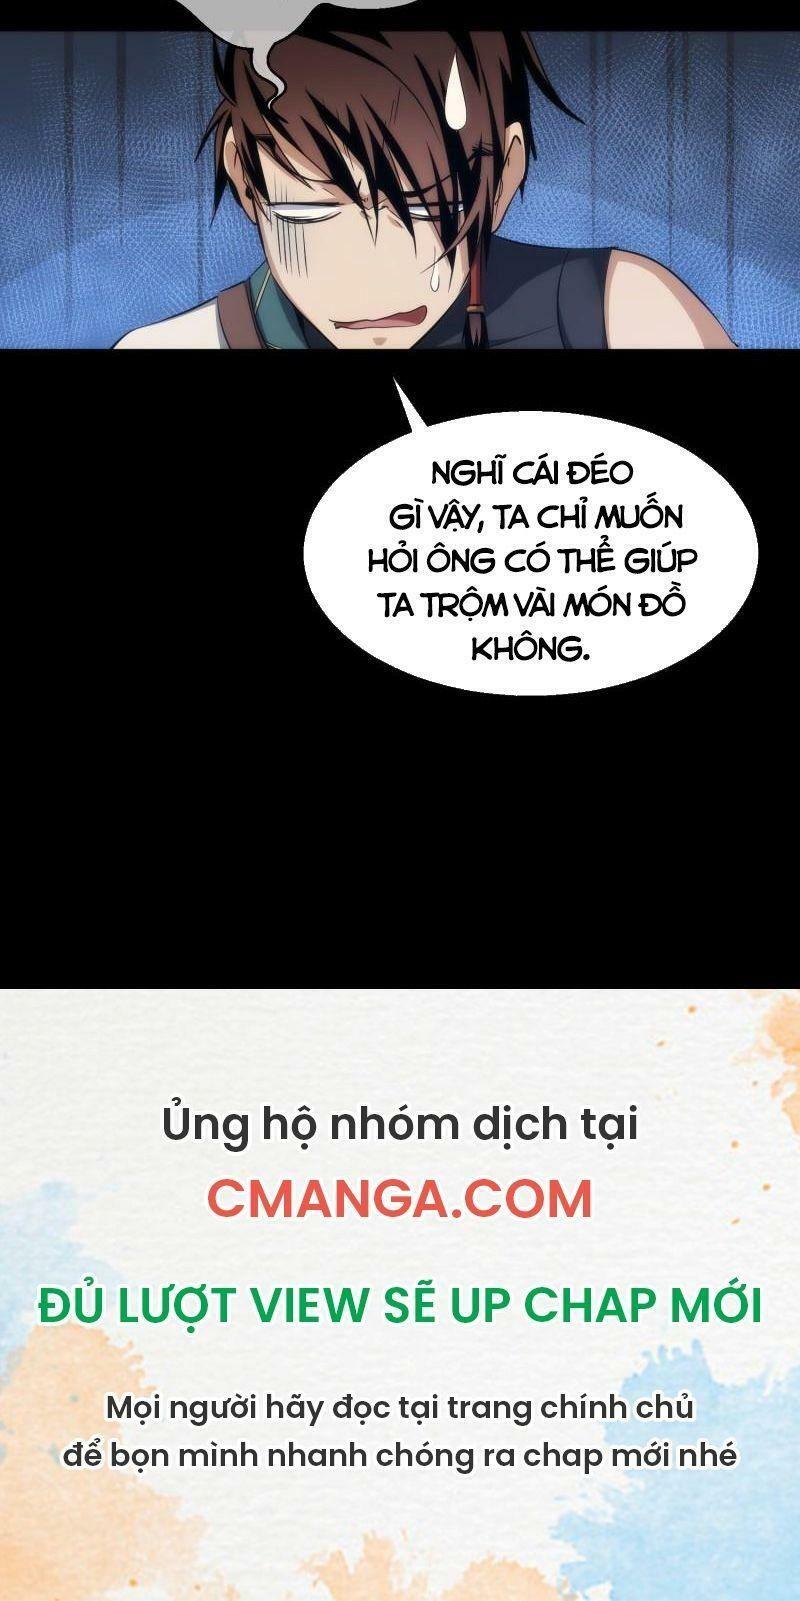 NGHĨ CÁI ĐÉO
GÌ VẬY, TA CHỈ MUỐN
HỎI ÔNG CÓ THỂ GIÚP
TA TRỘM VÀI MÓN ĐỒ
KHÔNG.
Ủng hộ nhóm dịch tại
CMANGA.COM
ĐỦ LƯỢT VIEW SẼ UP CHAP MỚI
Mọi người hãy đọc tại trang chính chủ
để bọn mình nhanh chóng ra chap mới nhé